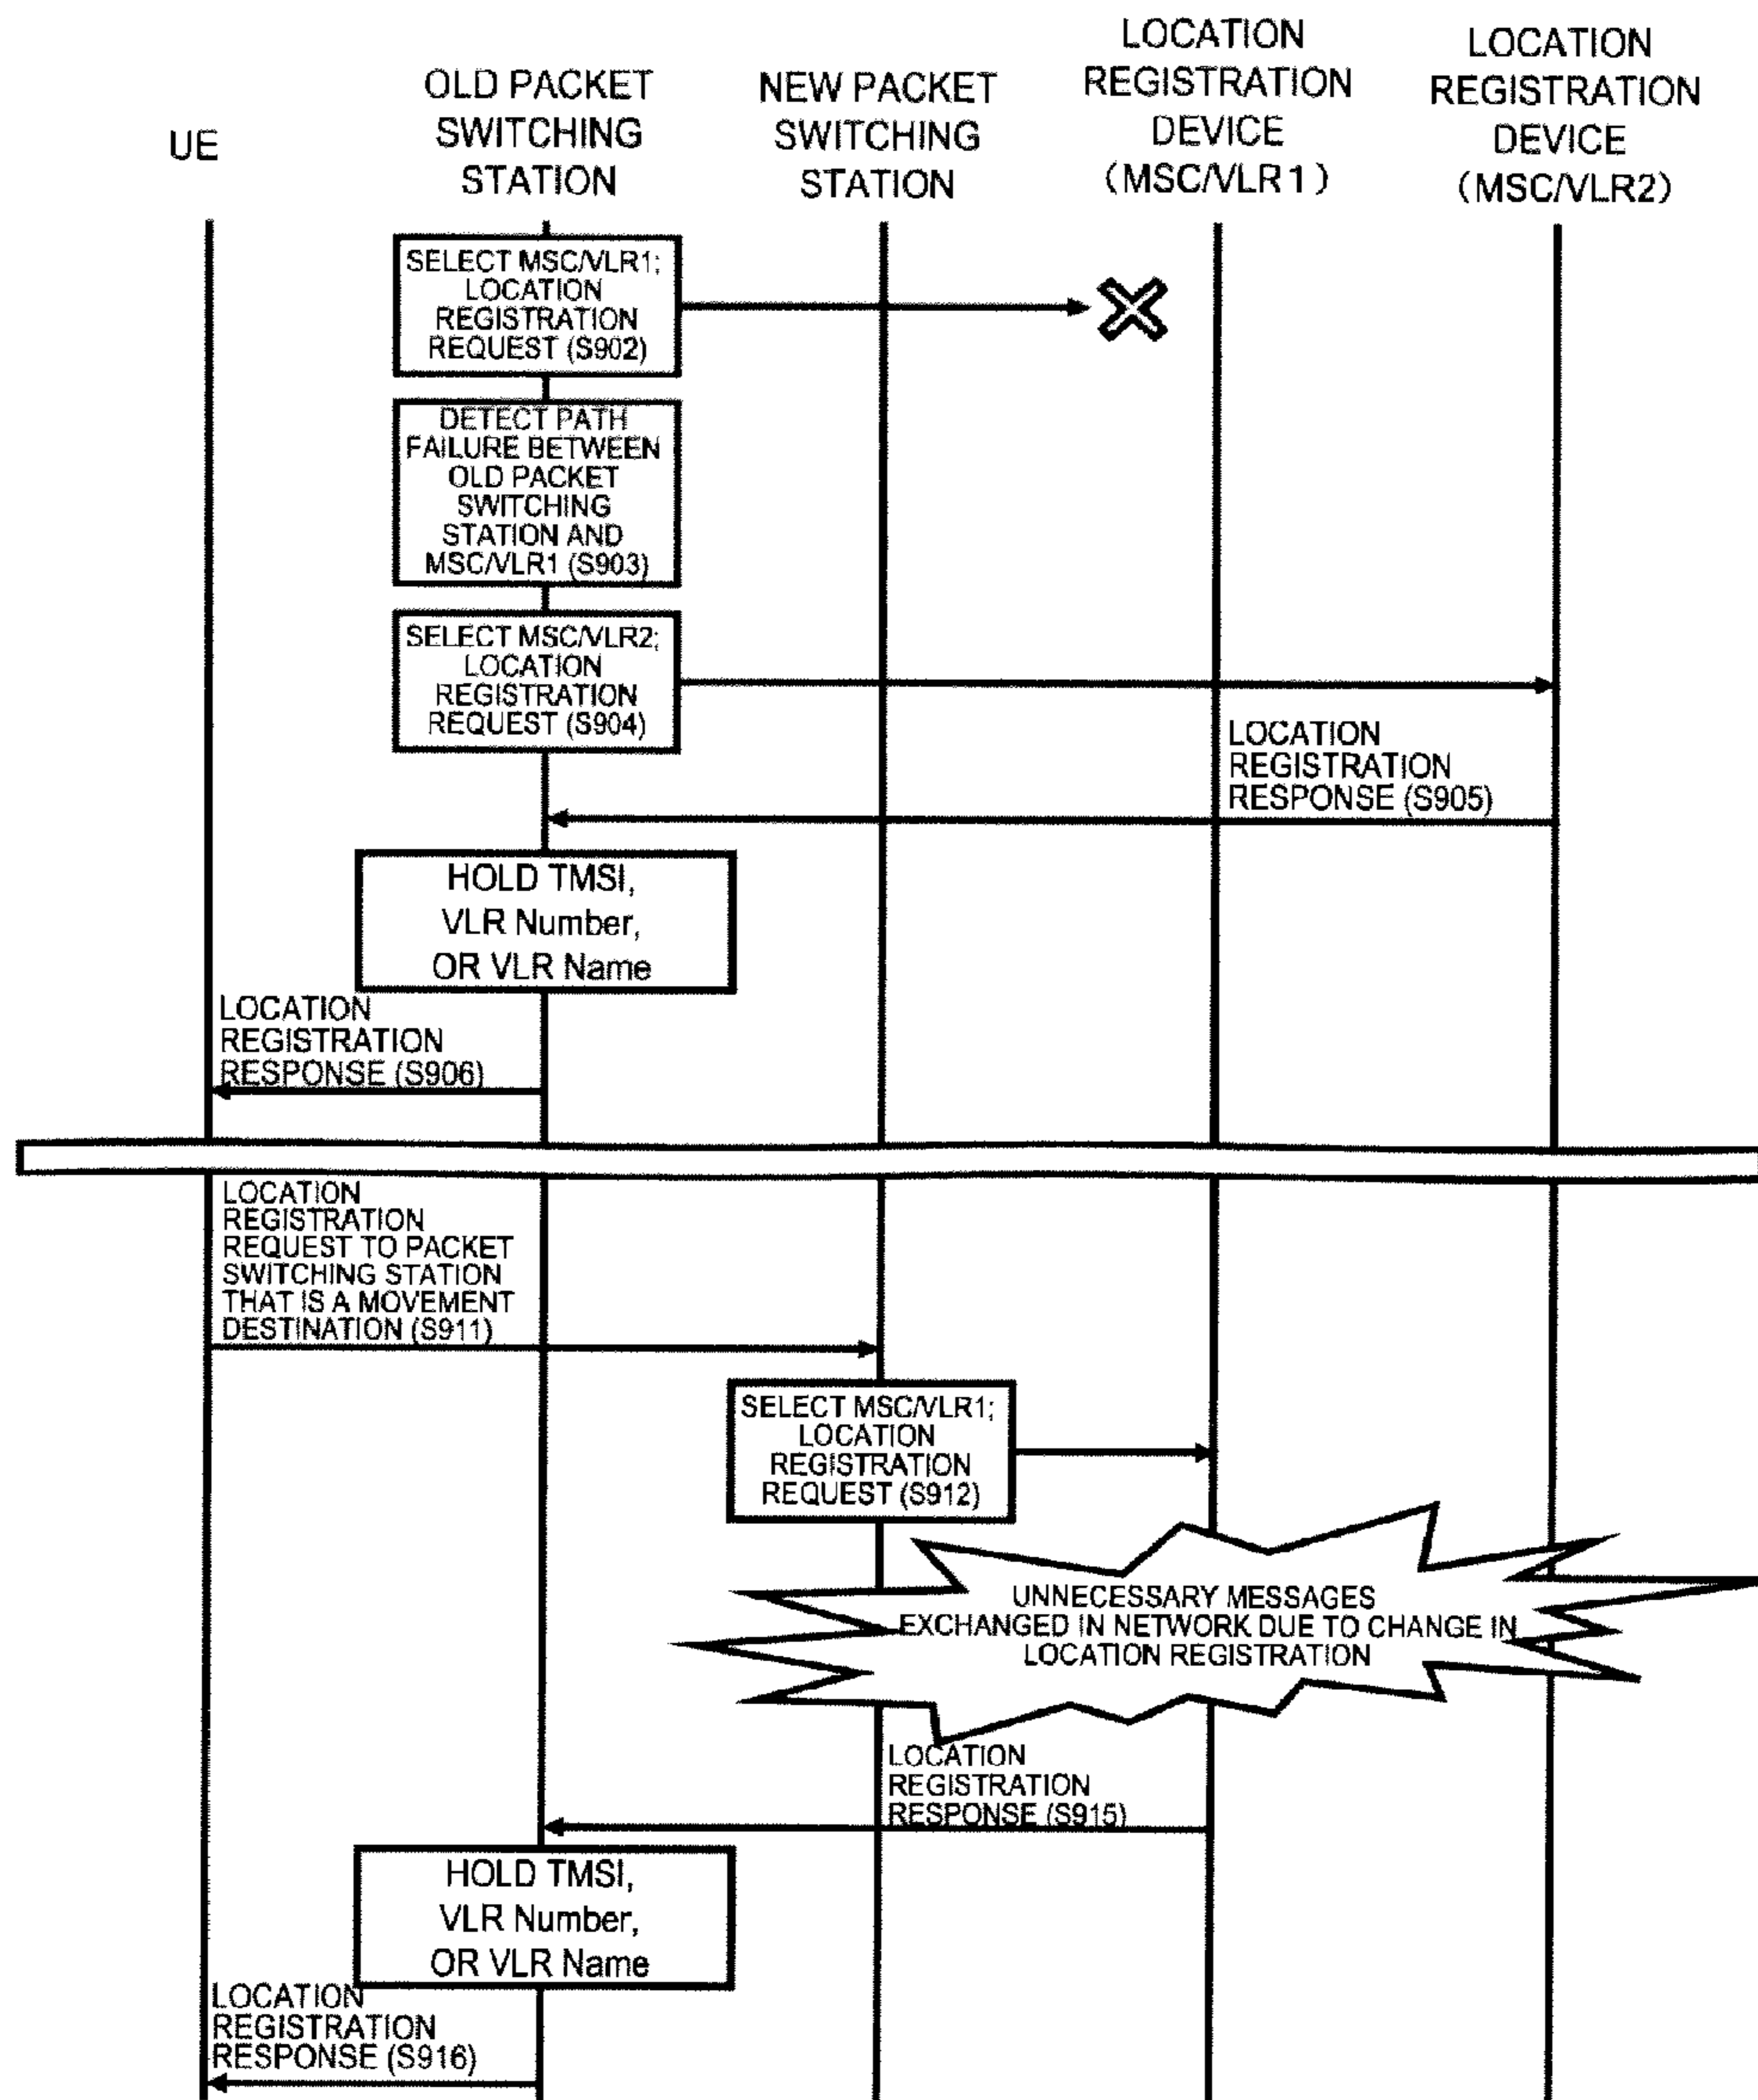 UE
OLD PACKET
SWITCHING
STATION
NEW PACKET
SWITCHING
STATION
LOCATION
REGISTRATION
DEVICE
(MSC/VLR1)
LOCATION
REGISTRATION
DEVICE
(MSC/VLR2)
SELECT MSC/VLR1;
LOCATION
REGISTRATION
REQUEST (S902)
DETECT PATH
FAILURE BETWEEN
OLD PACKET
SWITCHING
STATION AND
MSC/VLR1 (S903)
SELECT MSC/VLR2;
LOCATION
REGISTRATION
REQUEST (S904)
LOCATION
REGISTRATION
RESPONSE (S905)
HOLD TMSI,
VLR Number,
OR VLR Name
LOCATION
REGISTRATION
RESPONSE (S906)
LOCATION
REGISTRATION
REQUEST TO PACKET
SWITCHING STATION
THAT IS A MOVEMENT
DESTINATION (S911)
SELECT MSC/VLR1;
LOCATION
REGISTRATION
REQUEST (S912)
UNNECESSARY MESSAGES
EXCHANGED IN NETWORK DUE TO CHANGE IN
LOCATION REGISTRATION
LOCATION
REGISTRATION
RESPONSE (S915)
HOLD TMSI,
VLR Number,
OR VLR Name
LOCATION
REGISTRATION
RESPONSE (S916)